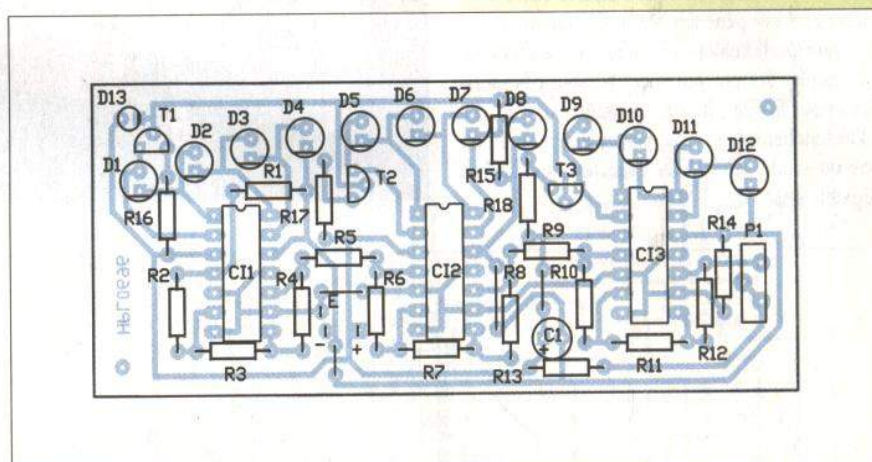 D13
T1
D1
D2
D3
D4
D5
D6
D7
D8
D9
D10
D11
D12
R16
R1
R17
T2
R15
R18
T3
R14
P1
R2
CI1
R4
R5
R6
CI2
R8
R9
R10
CI3
E
-
+
C1
+
R3
R7
R13
R11
R12
HPL0696